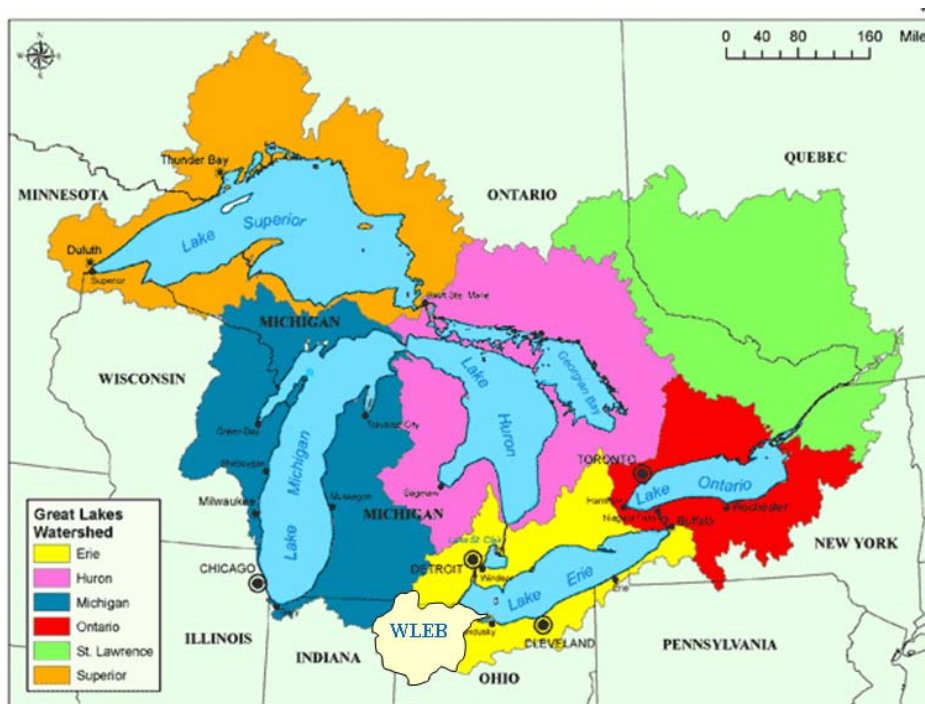 N
W
E
S
0
40
80
160
Mile
Thunder Bay
MINNESOTA
ONTARIO
QUEBEC
Lake Superior
Duluth
Superior
Sault Ste. Marie
MICHIGAN
WISCONSIN
Georgian Bay
Lake Huron
Green Bay
Traverse City
Lake Michigan
TORONTO
Lake Ontario
Sheboygan
Milwaukee
Muskegon
Saginaw
MICHIGAN
Rochester
Buffalo
NEW YORK
Great Lakes
Watershed
Erie
Huron
Michigan
Ontario
St. Lawrence
Superior
CHICAGO
Lake St. Clair
DETROIT
Windsor
Lake Erie
Erie
WLEB
CLEVELAND
ILLINOIS
INDIANA
OHIO
PENNSYLVANIA